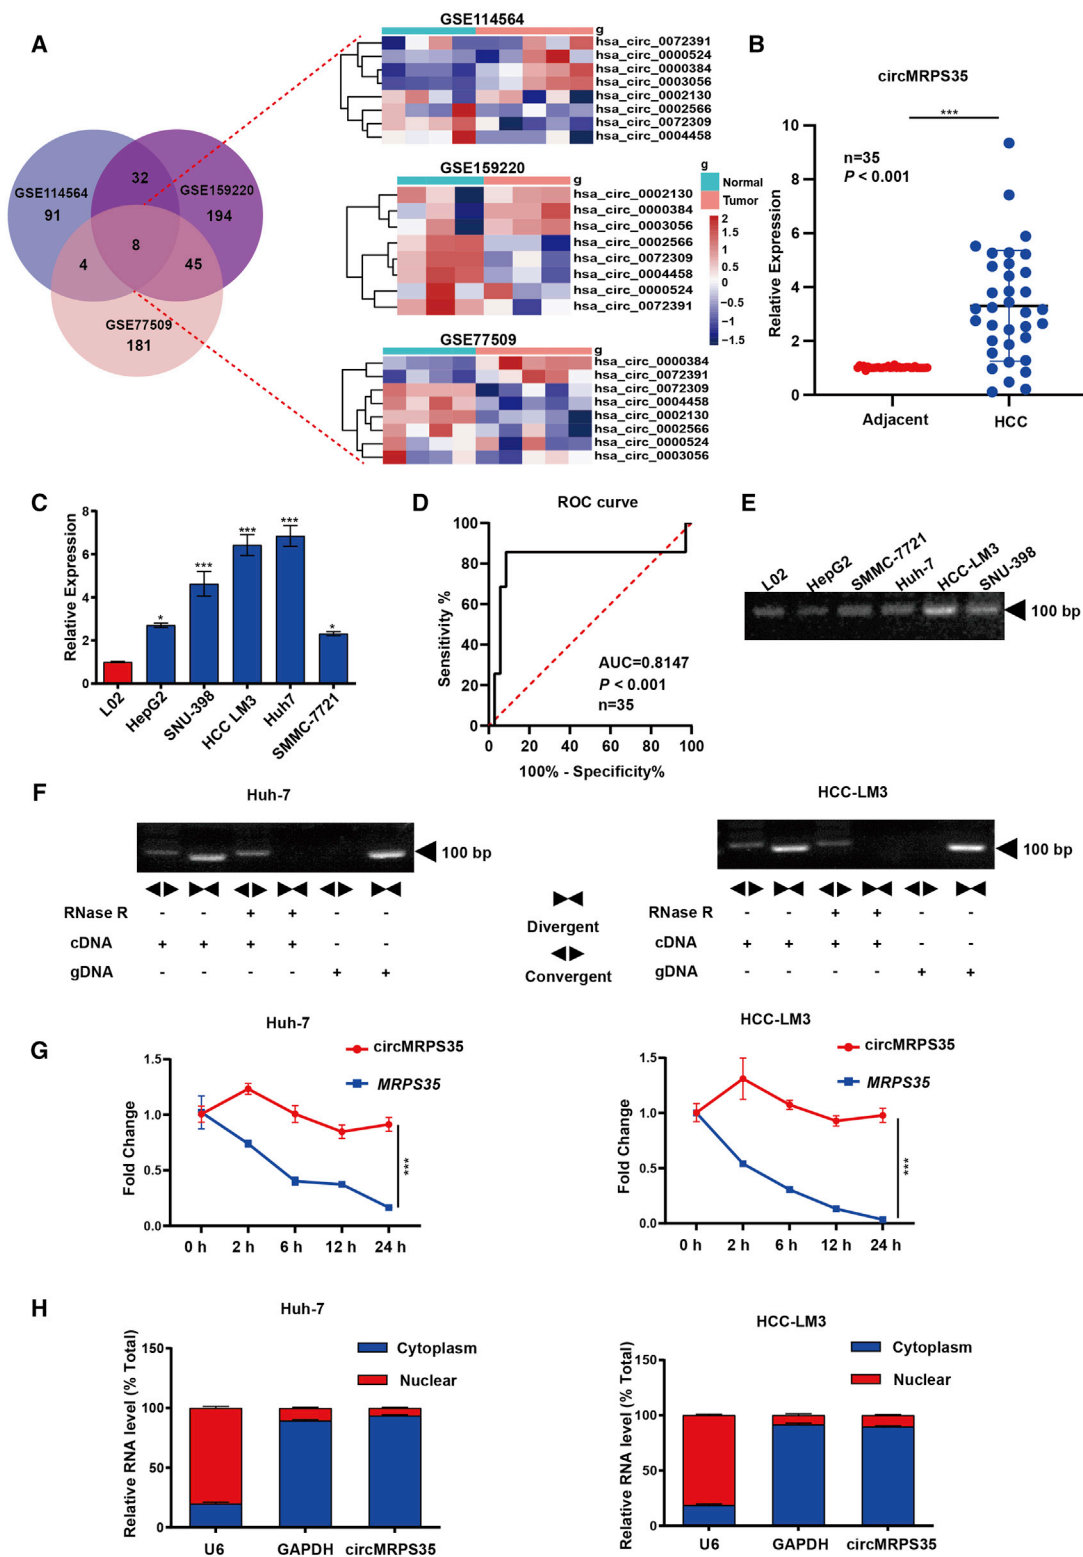 A
GSE114564
91
32
GSE159220
194
8
4
45
GSE77509
181
GSE114564
g
hsa_circ_0072391
hsa_circ_0000524
hsa_circ_0000384
hsa_circ_0003056
hsa_circ_0002130
hsa_circ_0002566
hsa_circ_0072309
hsa_circ_0004458
GSE159220
g
hsa_circ_0002130
hsa_circ_0000384
hsa_circ_0003056
hsa_circ_0002566
hsa_circ_0072309
hsa_circ_0004458
hsa_circ_0000524
hsa_circ_0072391
g
Normal
Tumor
2
1.5
1
0.5
0
−0.5
−1
−1.5
GSE77509
g
hsa_circ_0000384
hsa_circ_0072391
hsa_circ_0072309
hsa_circ_0004458
hsa_circ_0002130
hsa_circ_0002566
hsa_circ_0000524
hsa_circ_0003056
B
circMRPS35
***
n=35
P < 0.001
Relative Expression
10
8
6
4
2
0
Adjacent HCC
C
Relative Expression
8
6
4
2
0
* *** *** *** *
L02 HepG2 SNU-398 HCC LM3 Huh7 SMMC-7721
D
ROC curve
Sensitivity %
100
80
60
40
20
0
AUC=0.8147
P < 0.001
n=35
0 20 40 60 80 100
100% - Specificity%
E
L02 HepG2 SMMC-7721 Huh-7 HCC-LM3 SNU-398
100 bp
F
Huh-7
100 bp
RNase R - - + + - -
cDNA + + + + - -
gDNA - - - - + +
Divergent
Convergent
HCC-LM3
100 bp
RNase R - - + + - -
cDNA + + + + - -
gDNA - - - - + +
G
Huh-7
circMRPS35
MRPS35
Fold Change
1.5
1.0
0.5
0.0
***
0 h 2 h 6 h 12 h 24 h
HCC-LM3
circMRPS35
MRPS35
Fold Change
1.5
1.0
0.5
0.0
***
0 h 2 h 6 h 12 h 24 h
H
Huh-7
Cytoplasm
Nuclear
Relative RNA level (% Total)
150
100
50
0
U6 GAPDH circMRPS35
HCC-LM3
Cytoplasm
Nuclear
Relative RNA level (% Total)
150
100
50
0
U6 GAPDH circMRPS35